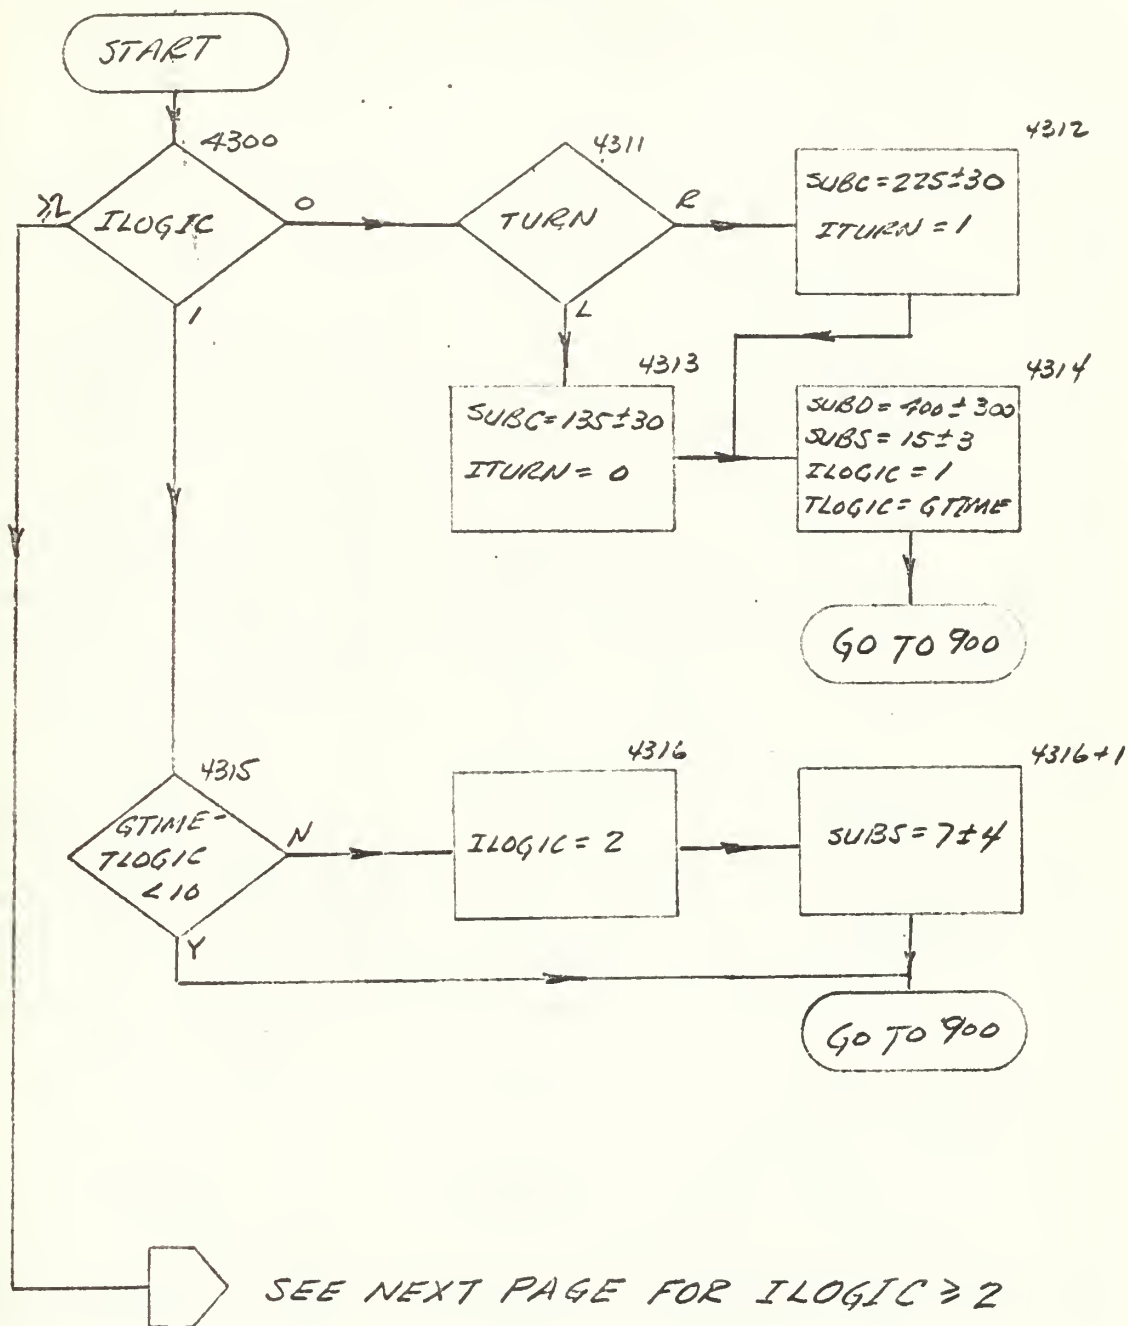 START
4300
ILOGIC
≥2
0
1
4311
TURN
R
L
4312
SUBC = 225±30
ITURN = 1
4313
SUBC = 135±30
ITURN = 0
4314
SUBD = 400 ± 300
SUBS = 15 ± 3
ILOGIC = 1
TLOGIC = GTIME
GO TO 900
4315
GTIME-
TLOGIC
<10
N
Y
4316
ILOGIC = 2
4316+1
SUBS = 7±4
GO TO 900
SEE NEXT PAGE FOR ILOGIC ≥ 2